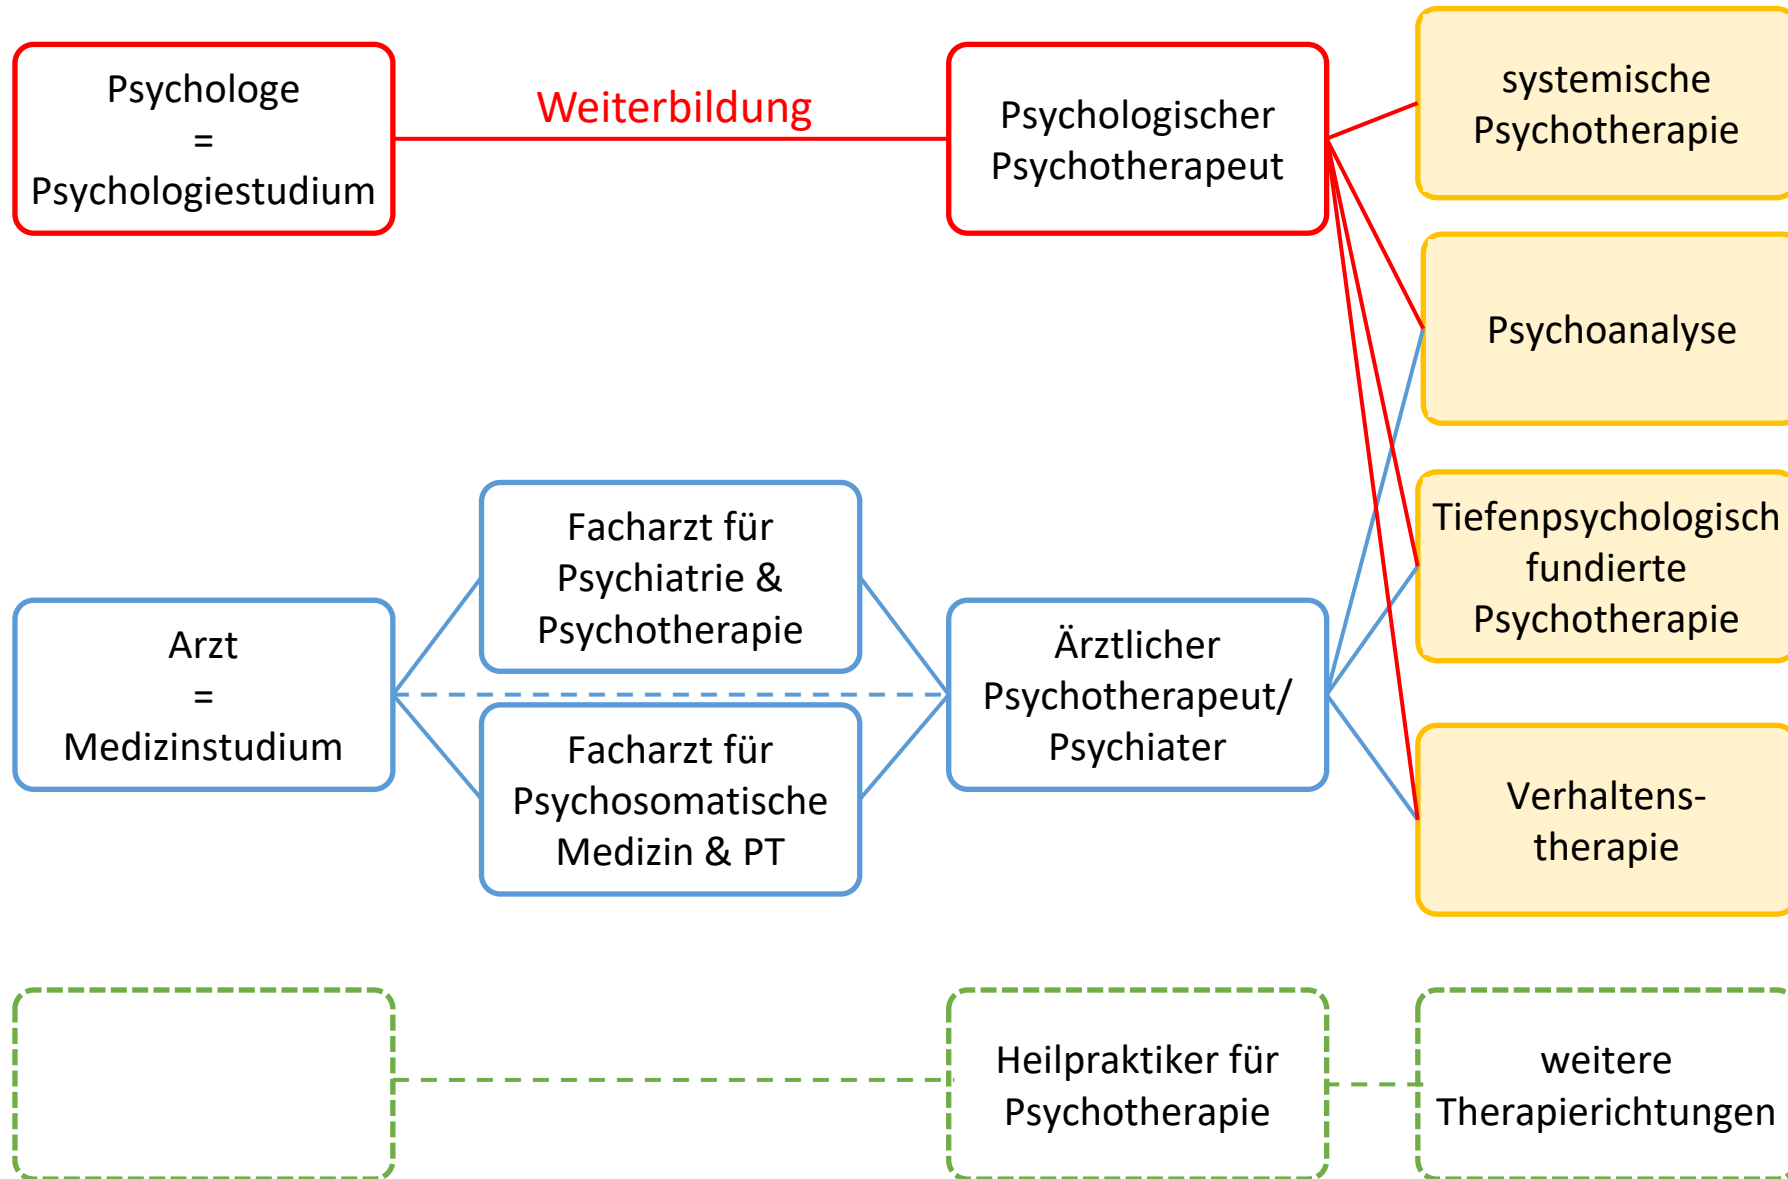 Psychologe
=
Psychologiestudium
Weiterbildung
Psychologischer
Psychotherapeut
systemische
Psychotherapie
Psychoanalyse
Tiefenpsychologisch
fundierte
Psychotherapie
Verhaltens-
therapie
Arzt
=
Medizinstudium
Facharzt für
Psychiatrie &
Psychotherapie
Facharzt für
Psychosomatische
Medizin & PT
Ärztlicher
Psychotherapeut/
Psychiater
Heilpraktiker für
Psychotherapie
weitere
Therapierichtungen